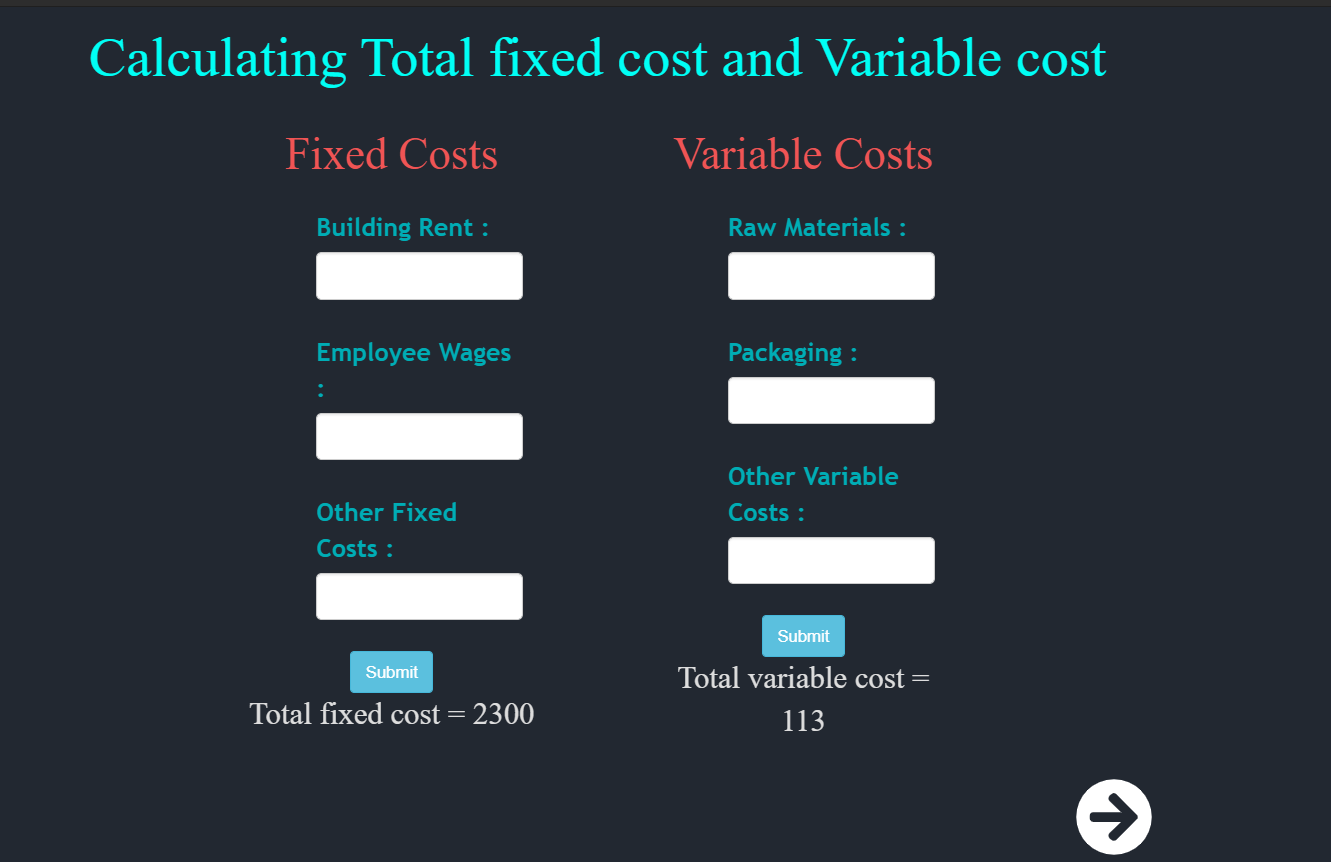 Calculating Total fixed cost and Variable cost
Fixed Costs
Building Rent :
Employee Wages
:
Other Fixed
Costs :
Submit
Total fixed cost = 2300
Variable Costs
Raw Materials :
Packaging :
Other Variable
Costs :
Submit
Total variable cost =
113